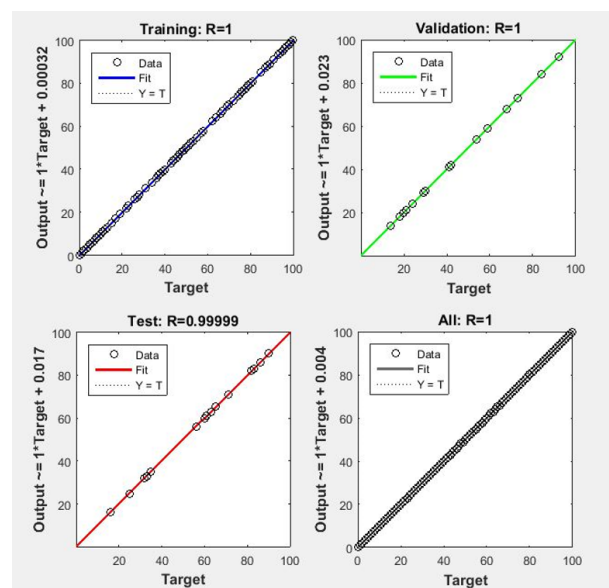 Training: R=1
Output ~= 1*Target + 0.00032
100
80
60
40
20
0
Data
Fit
Y = T
0 20 40 60 80 100
Target
Validation: R=1
Output ~= 1*Target + 0.023
100
80
60
40
20
Data
Fit
Y = T
20 40 60 80 100
Target
Test: R=0.99999
Output ~= 1*Target + 0.017
100
80
60
40
20
Data
Fit
Y = T
20 40 60 80 100
Target
All: R=1
Output ~= 1*Target + 0.004
100
80
60
40
20
0
Data
Fit
Y = T
0 20 40 60 80 100
Target